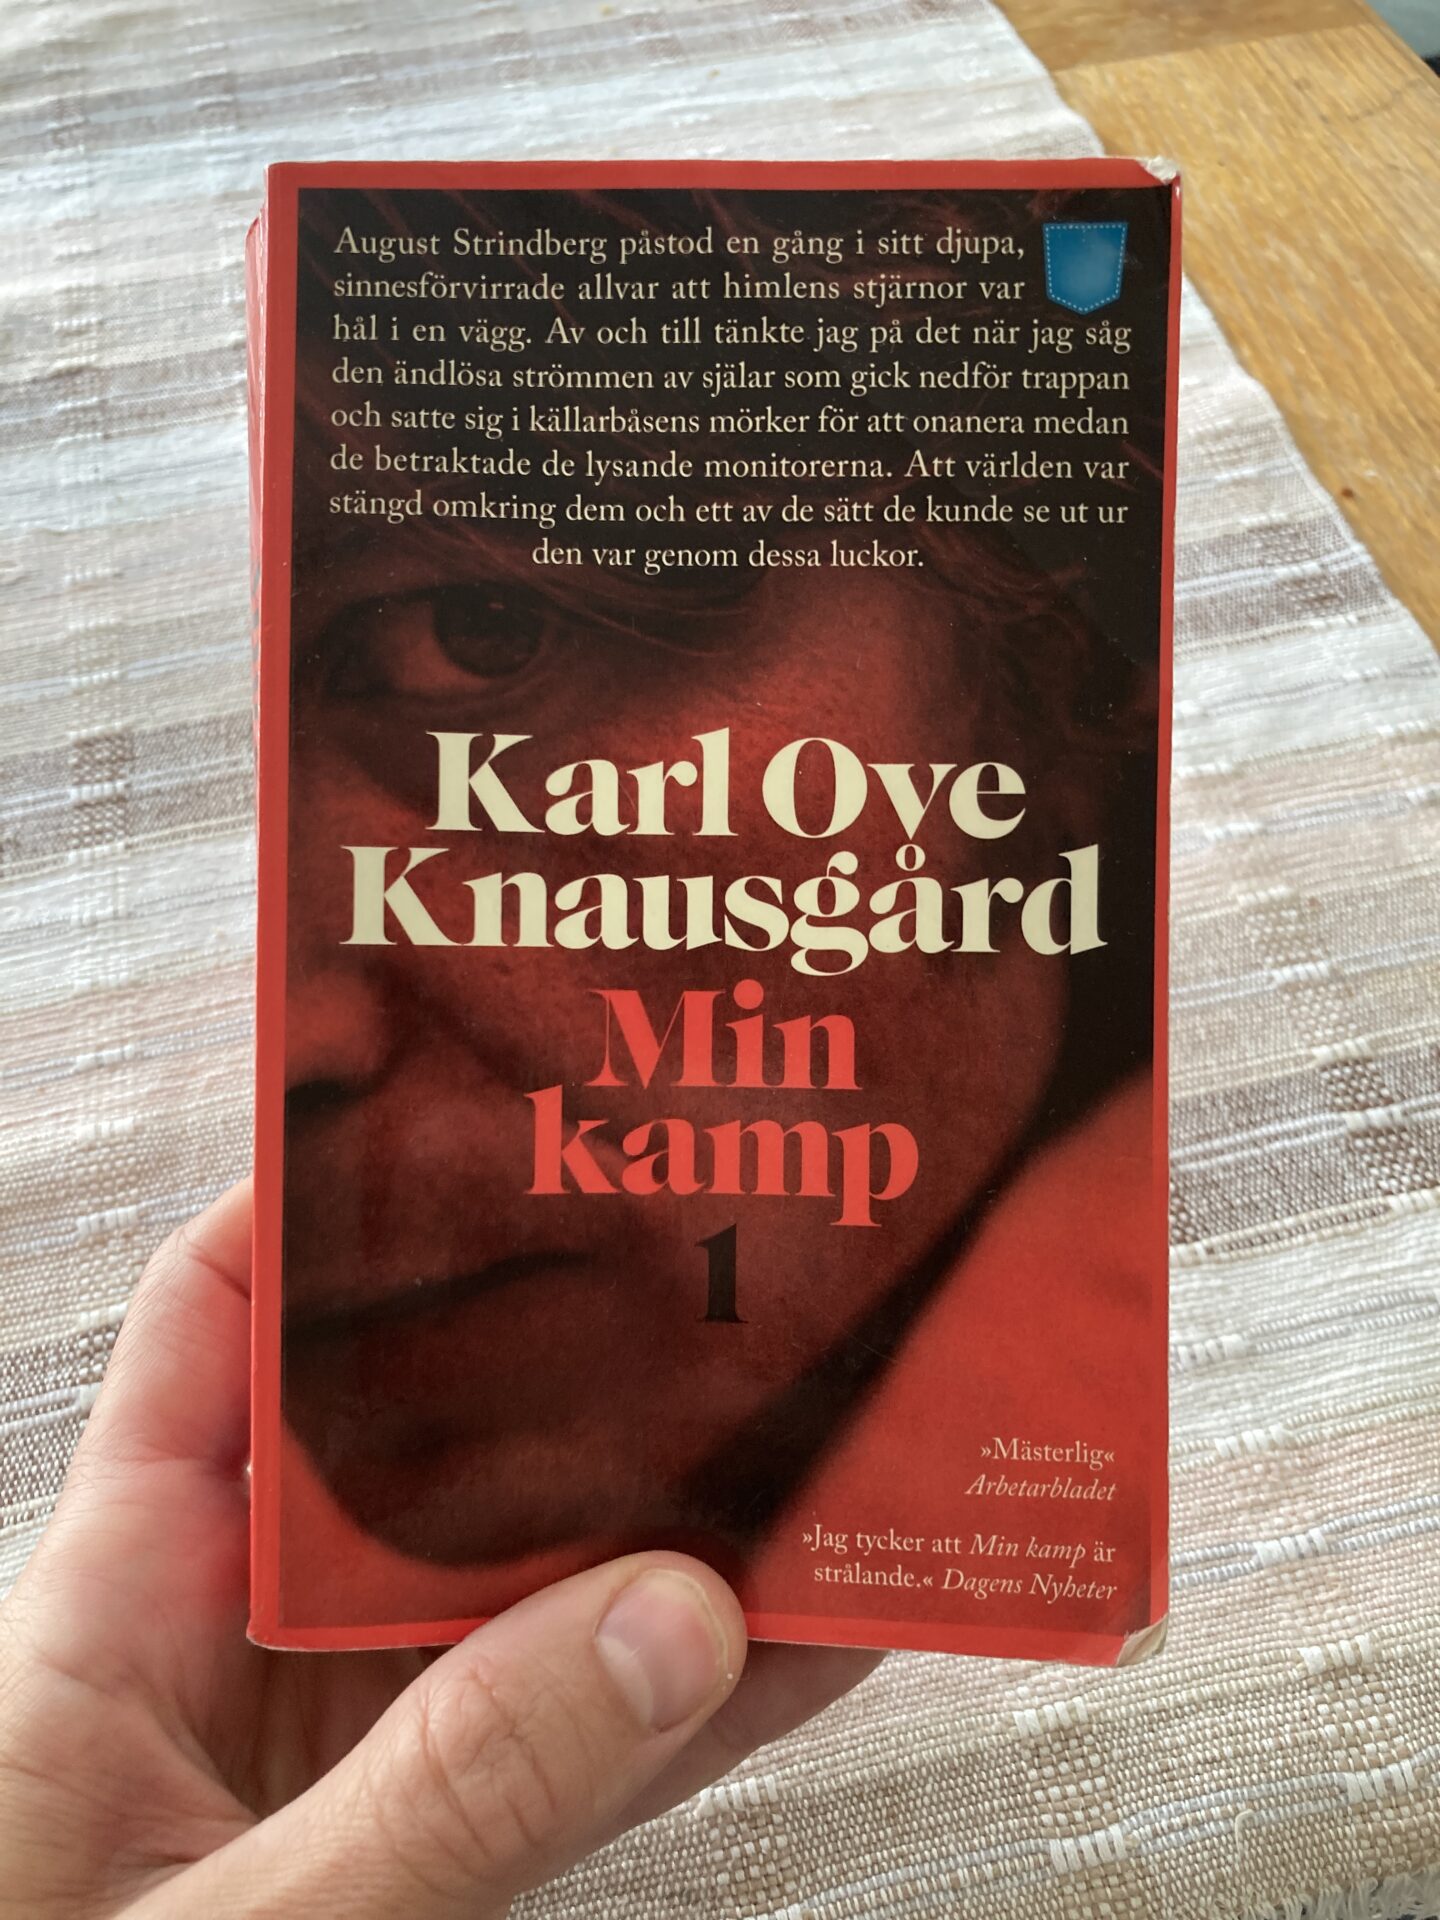 August Strindberg påstod en gång i sitt djupa,
sinnesförvirrade allvar att himlens stjärnor var
hål i en vägg. Av och till tänkte jag på det när jag såg
den ändlösa strömmen av själar som gick nedför trappan
och satte sig i källarbåsens mörker för att onanera medan
de betraktade de lysande monitorerna. Att världen var
stängd omkring dem och ett av de sätt de kunde se ut ur
den var genom dessa luckor.
Karl Ove
Knausgård
Min
kamp
1
»Mästerlig«
Arbetarbladet
»Jag tycker att Min kamp är
strålande.« Dagens Nyheter